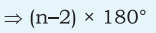 ⇒ (n–2) × 180°